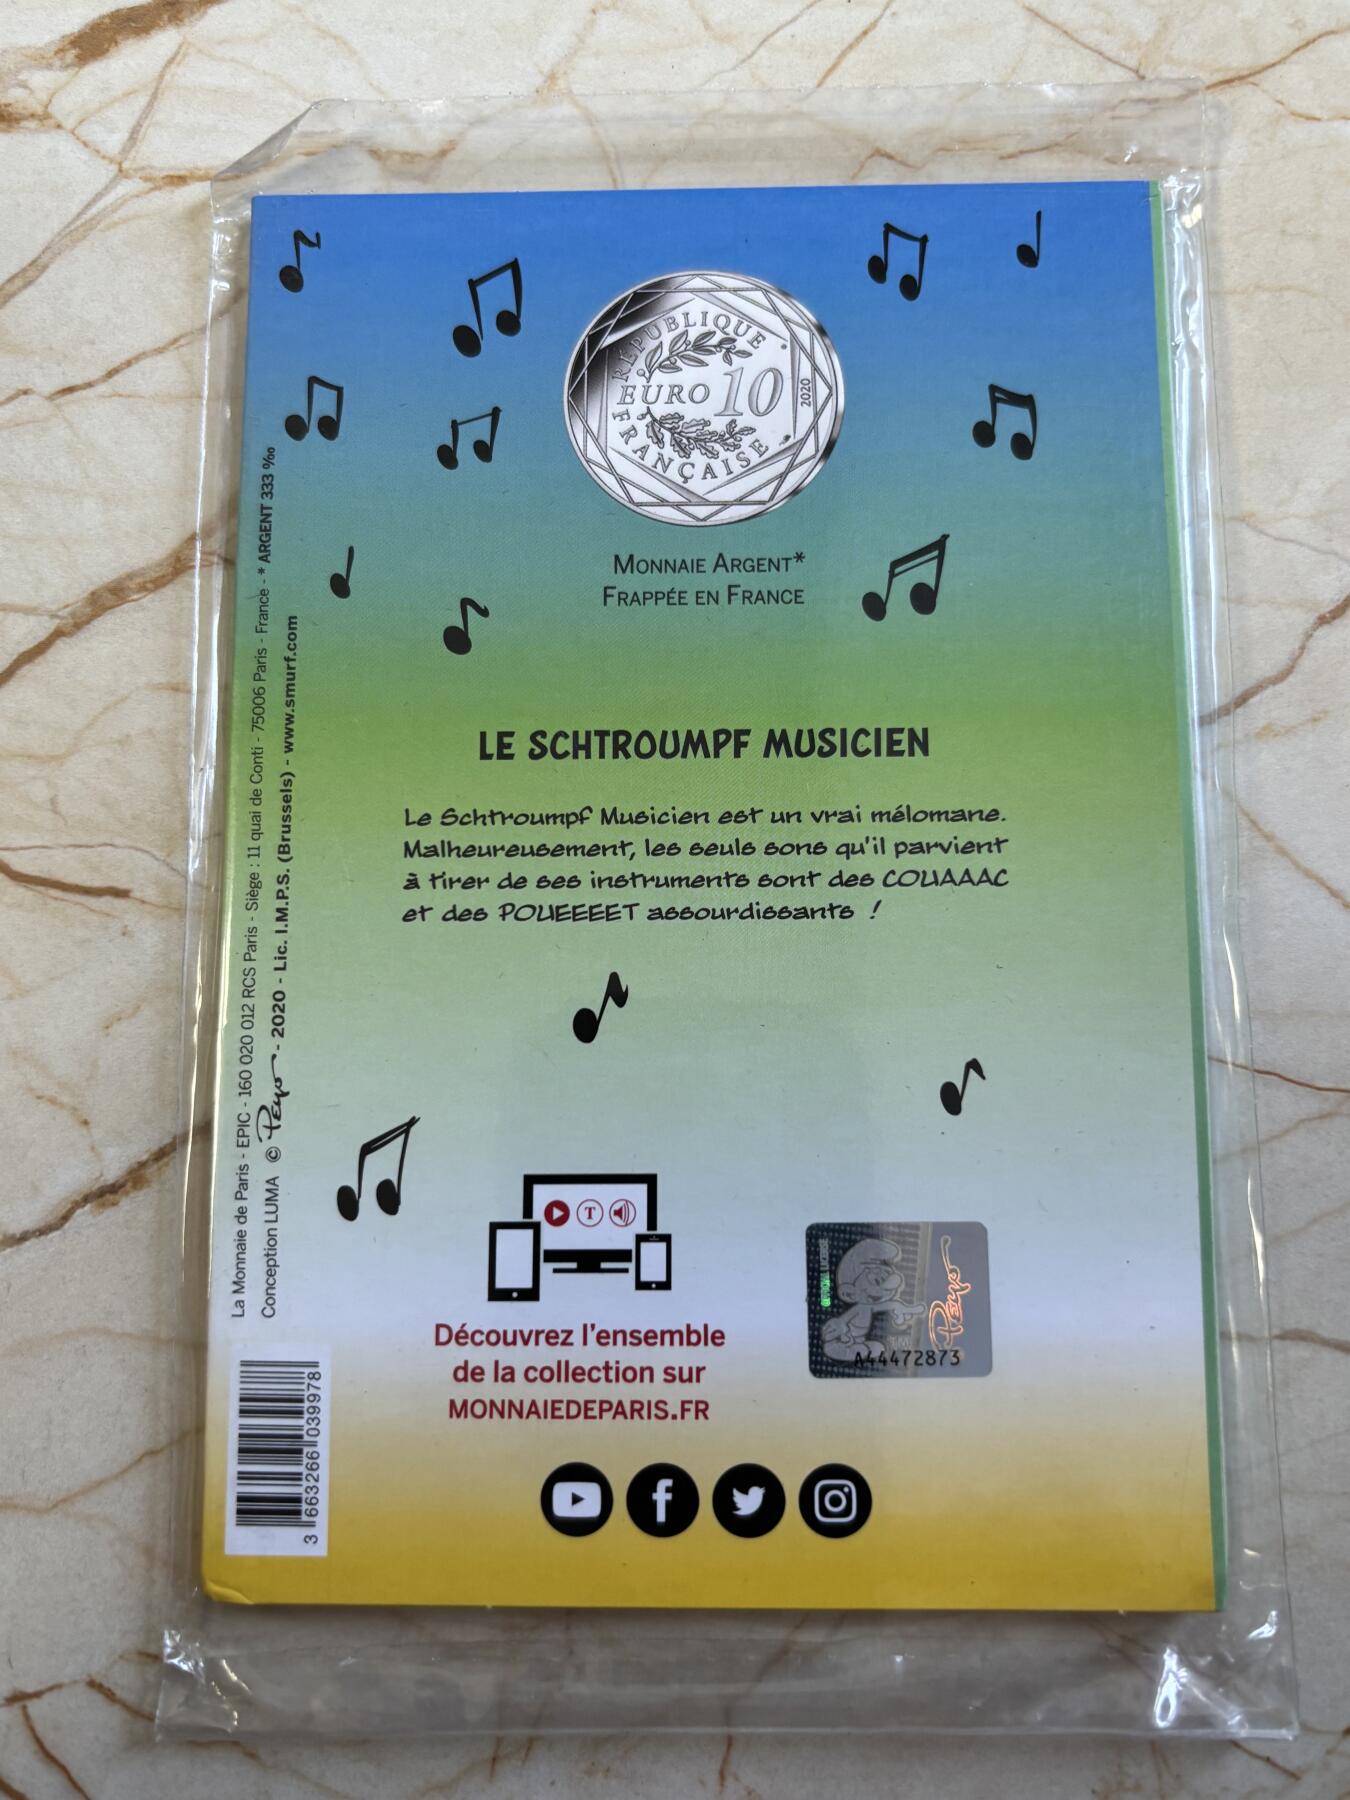 RÉPUBLIQUE
EURO 10
2020
FRANÇAISE
MONNAIE ARGENT*
FRAPPÉE EN FRANCE
LE SCHTROUMPF MUSICIEN
Le Schtroumpf Musicien est un vrai mélomane.
Malheureusement, les seuls sons qu'il parvient
à tirer de ses instruments sont des COUAAAC
et des POUEEEET assourdissants !
La Monnaie de Paris - EPIC - 160 020 012 RCS Paris - Siège : 11 quai de Conti - 75006 Paris - France - * ARGENT 333 ‰
Conception LUMA © Peyo - 2020 - Lic. I.M.P.S. (Brussels) - www.smurf.com
T
Découvrez l'ensemble
de la collection sur
MONNAIEDEPARIS.FR
OFFICIAL LICENSE
Peyo
TM
A44472873
3 663266 039978
f